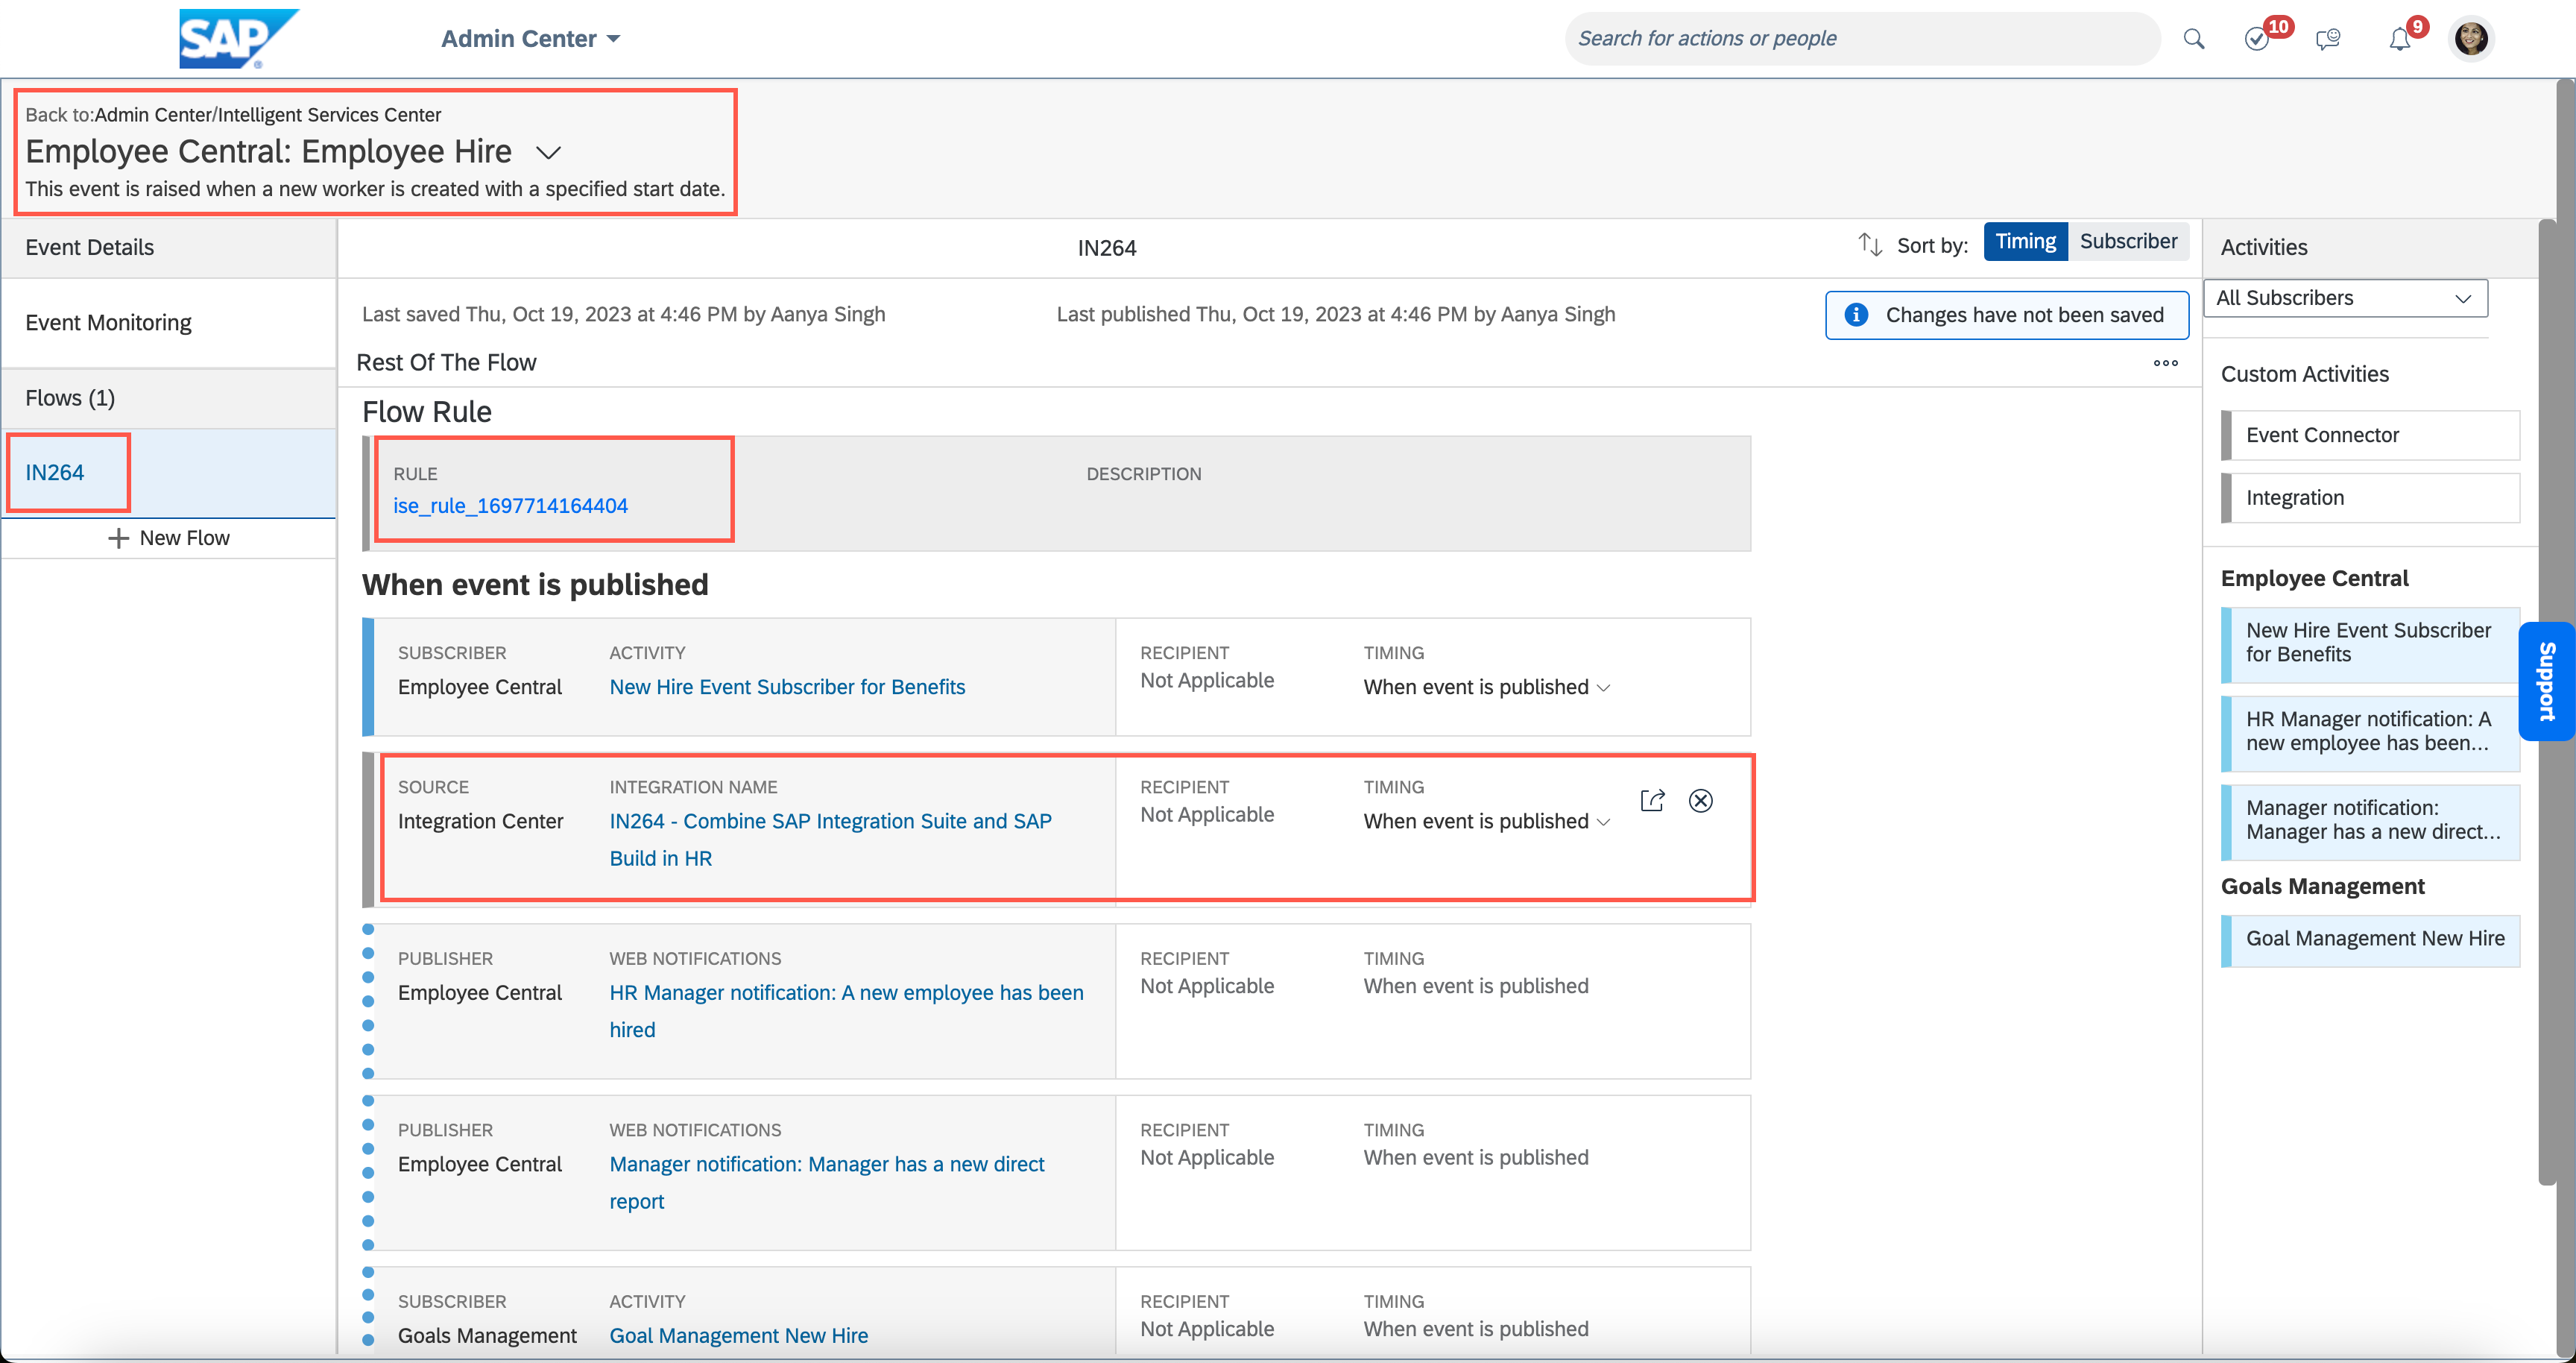 SAP
Admin Center
Search for actions or people
10
9
Back to:Admin Center/Intelligent Services Center
Employee Central: Employee Hire
This event is raised when a new worker is created with a specified start date.
Event Details
Event Monitoring
Flows (1)
IN264
New Flow
IN264
Sort by:
Timing
Subscriber
Last saved Thu, Oct 19, 2023 at 4:46 PM by Aanya Singh
Last published Thu, Oct 19, 2023 at 4:46 PM by Aanya Singh
Changes have not been saved
Rest Of The Flow
Flow Rule
RULE
ise_rule_1697714164404
DESCRIPTION
When event is published
SUBSCRIBER
Employee Central
ACTIVITY
New Hire Event Subscriber for Benefits
RECIPIENT
Not Applicable
TIMING
When event is published
SOURCE
Integration Center
INTEGRATION NAME
IN264 - Combine SAP Integration Suite and SAP
Build in HR
RECIPIENT
Not Applicable
TIMING
When event is published
PUBLISHER
Employee Central
WEB NOTIFICATIONS
HR Manager notification: A new employee has been
hired
RECIPIENT
Not Applicable
TIMING
When event is published
PUBLISHER
Employee Central
WEB NOTIFICATIONS
Manager notification: Manager has a new direct
report
RECIPIENT
Not Applicable
TIMING
When event is published
SUBSCRIBER
Goals Management
ACTIVITY
Goal Management New Hire
RECIPIENT
Not Applicable
TIMING
When event is published
Activities
All Subscribers
Custom Activities
Event Connector
Integration
Employee Central
New Hire Event Subscriber
for Benefits
HR Manager notification: A
new employee has been...
Manager notification:
Manager has a new direct...
Goals Management
Goal Management New Hire
Support